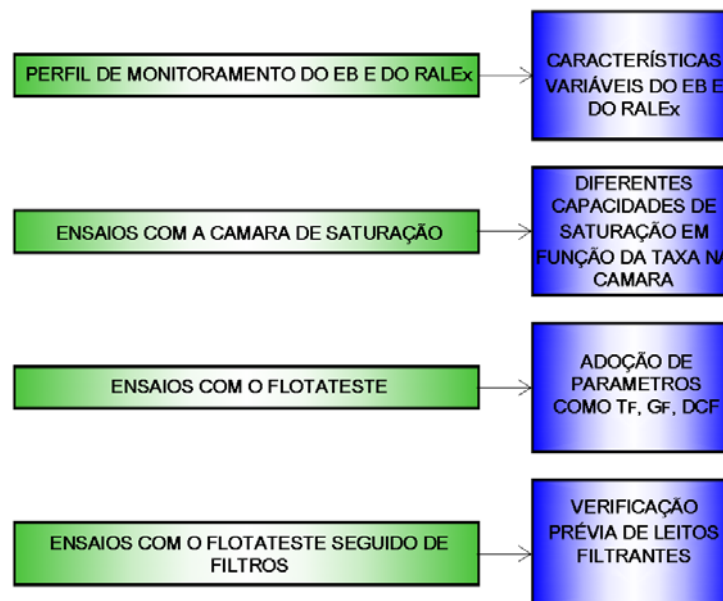 PERFIL DE MONITORAMENTO DO EB E DO RALEx
CARACTERÍSTICAS
VARIÁVEIS DO EB E
DO RALEx
ENSAIOS COM A CAMARA DE SATURAÇÃO
DIFERENTES
CAPACIDADES DE
SATURAÇÃO EM
FUNÇÃO DA TAXA NA
CAMARA
ENSAIOS COM O FLOTATESTE
ADOÇÃO DE
PARAMETROS
COMO TF, GF, DCF
ENSAIOS COM O FLOTATESTE SEGUIDO DE
FILTROS
VERIFICAÇÃO
PRÉVIA DE LEITOS
FILTRANTES